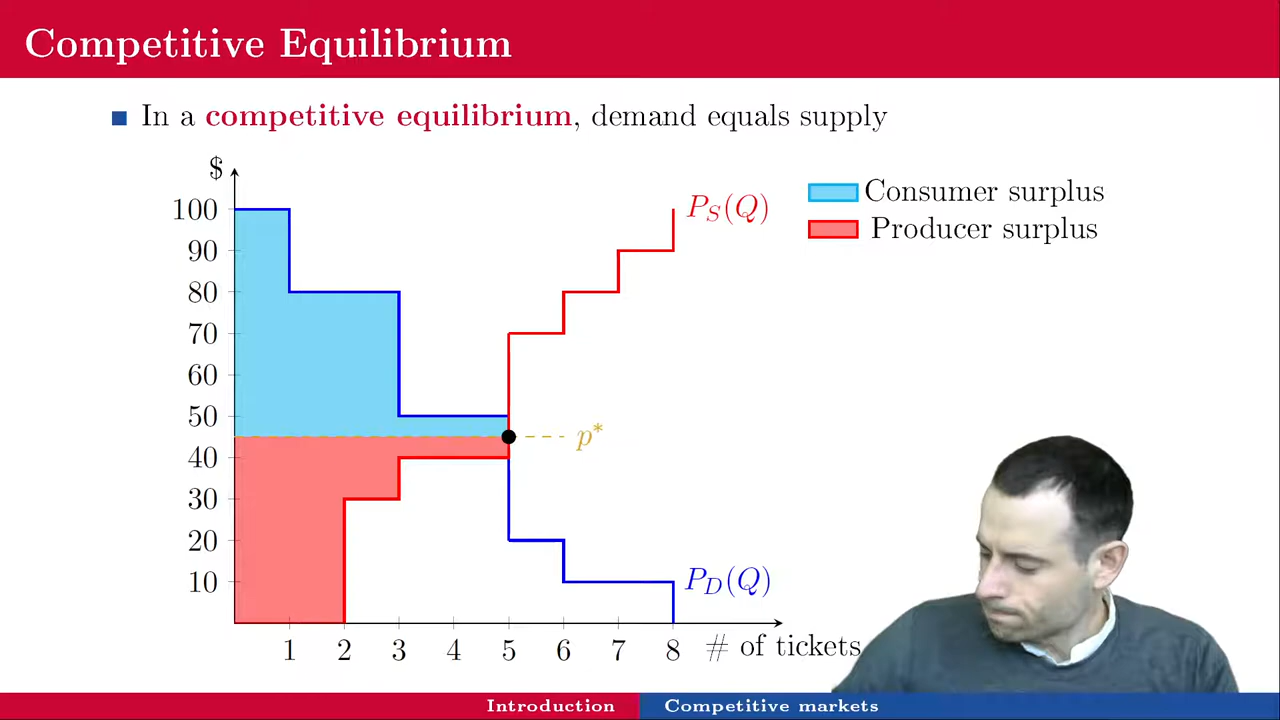 Competitive Equilibrium
In a competitive equilibrium, demand equals supply
$
100
90
80
70
60
50
40
30
20
10
1 2 3 4 5 6 7 8 # of tickets
P_S(Q)
P_D(Q)
p*
Consumer surplus
Producer surplus
Introduction Competitive markets